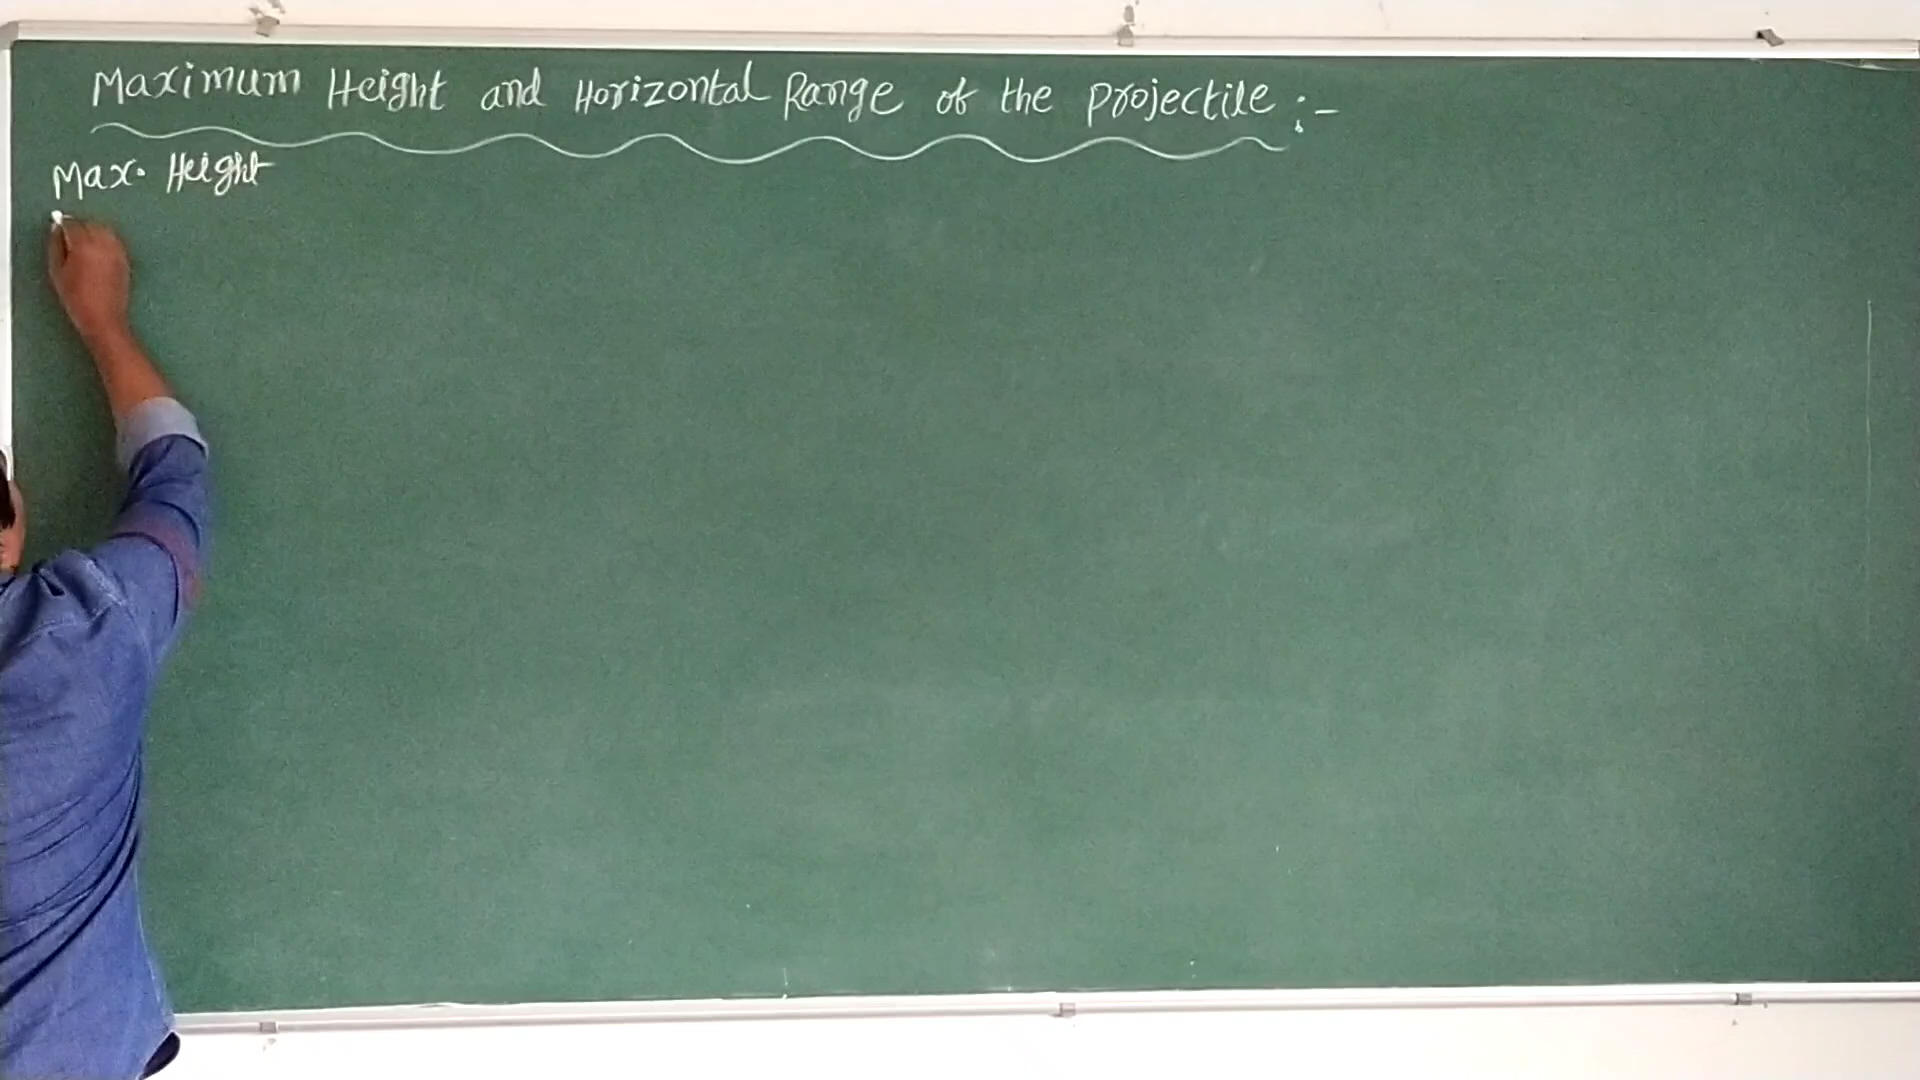 Maximum Height and Horizontal Range of the projectile :-
Max. Height